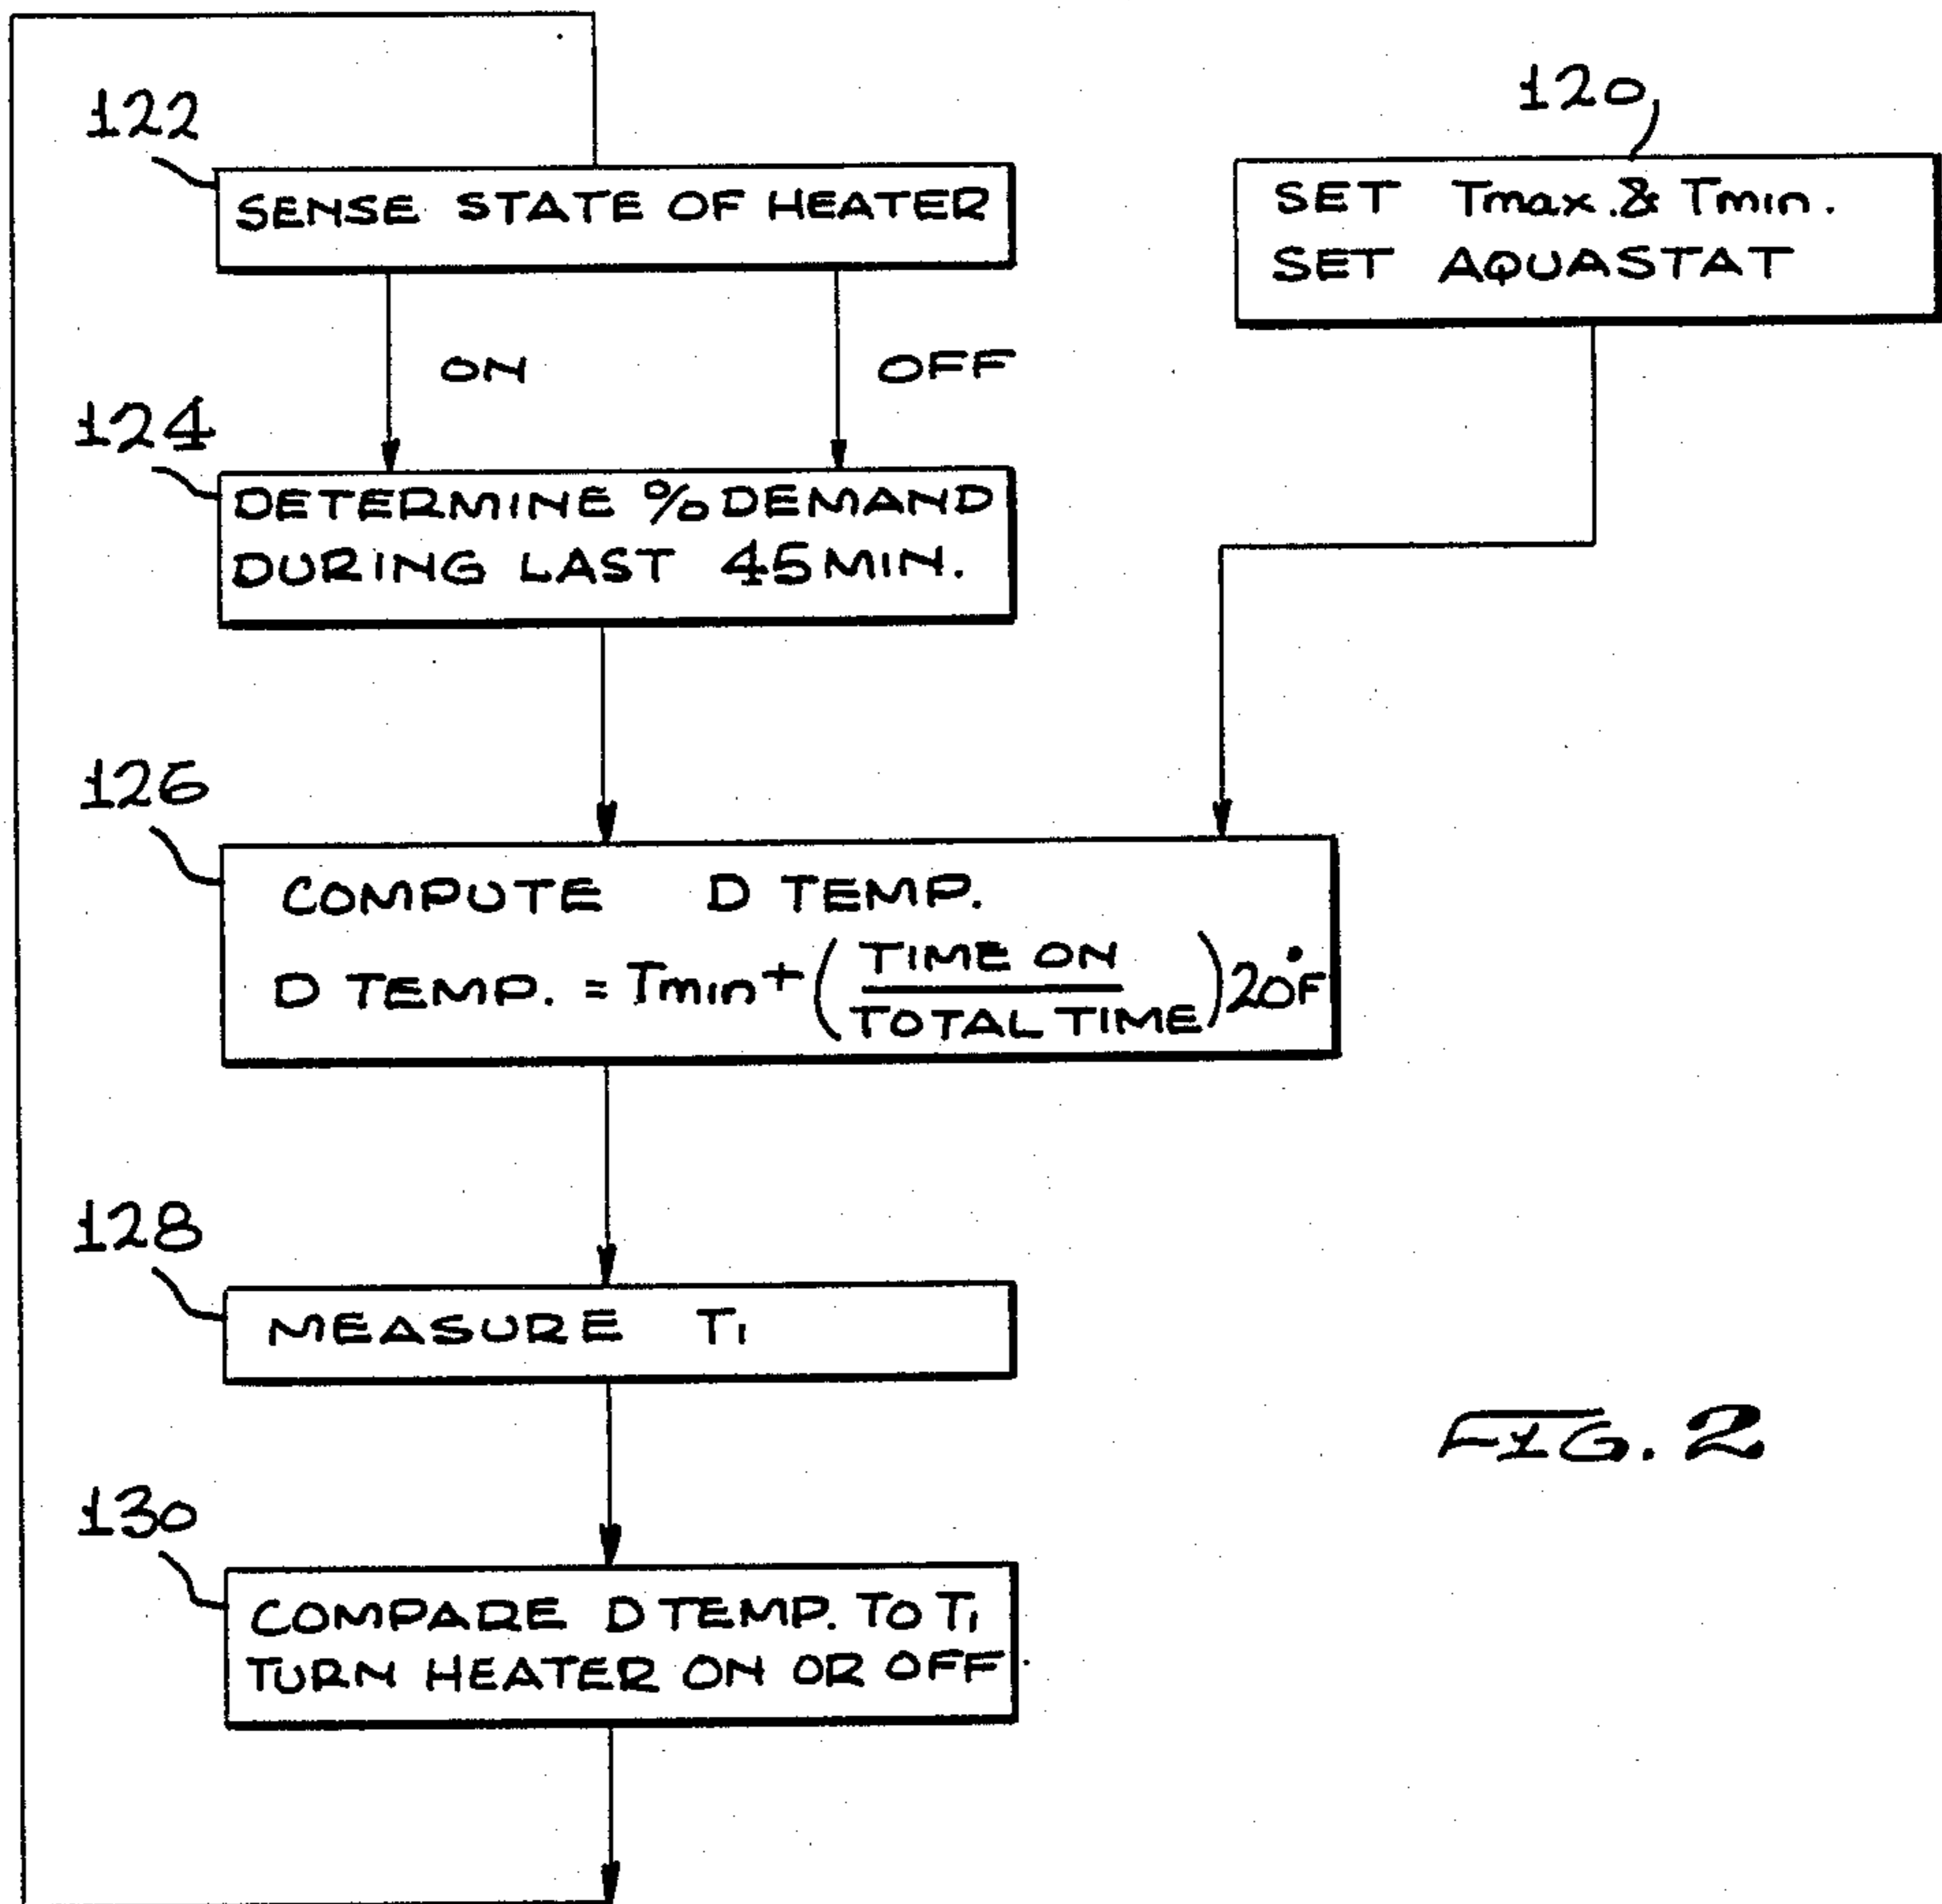 122
SENSE STATE OF HEATER
120
SET Tmax. & Tmin.
SET AQUASTAT
ON
OFF
124
DETERMINE % DEMAND
DURING LAST 45 MIN.
126
COMPUTE D TEMP.
D TEMP. = Tmin + (TIME ON / TOTAL TIME) 20°F
128
MEASURE T1
130
COMPARE D TEMP. TO T1
TURN HEATER ON OR OFF
FIG. 2